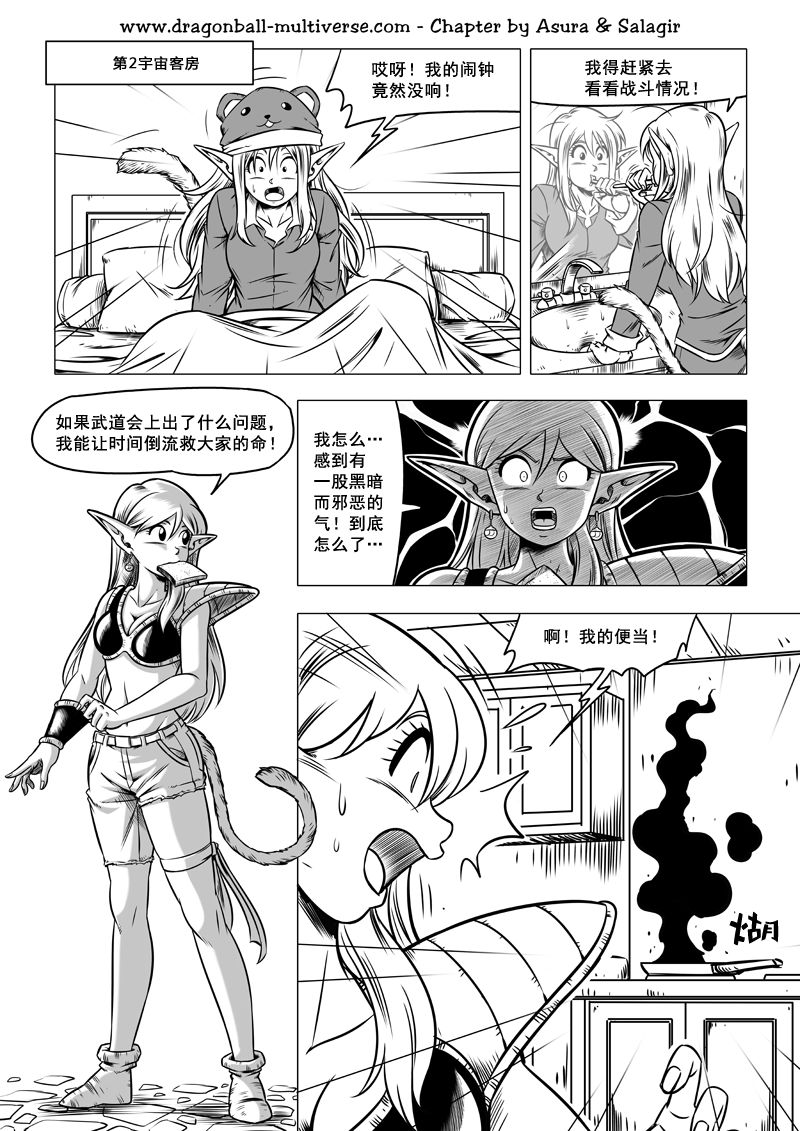 www.dragonball-multiverse.com - Chapter by Asura & Salagir
第2宇宙客房
哎呀！我的闹钟
竟然没响！
我得赶紧去
看看战斗情况！
如果武道会上出了什么问题，
我能让时间倒流救大家的命！
我怎么…
感到有
一股黑暗
而邪恶的
气！到底
怎么了…
啊！我的便当！
煳